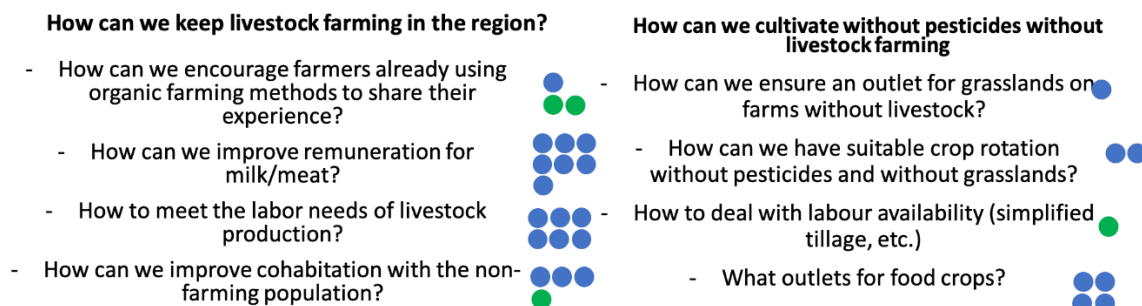 How can we keep livestock farming in the region?
- How can we encourage farmers already using
organic farming methods to share their
experience?
- How can we improve remuneration for
milk/meat?
- How to meet the labor needs of livestock
production?
- How can we improve cohabitation with the non-
farming population?
How can we cultivate without pesticides without
livestock farming
- How can we ensure an outlet for grasslands on
farms without livestock?
- How can we have suitable crop rotation
without pesticides and without grasslands?
- How to deal with labour availability (simplified
tillage, etc.)
- What outlets for food crops?